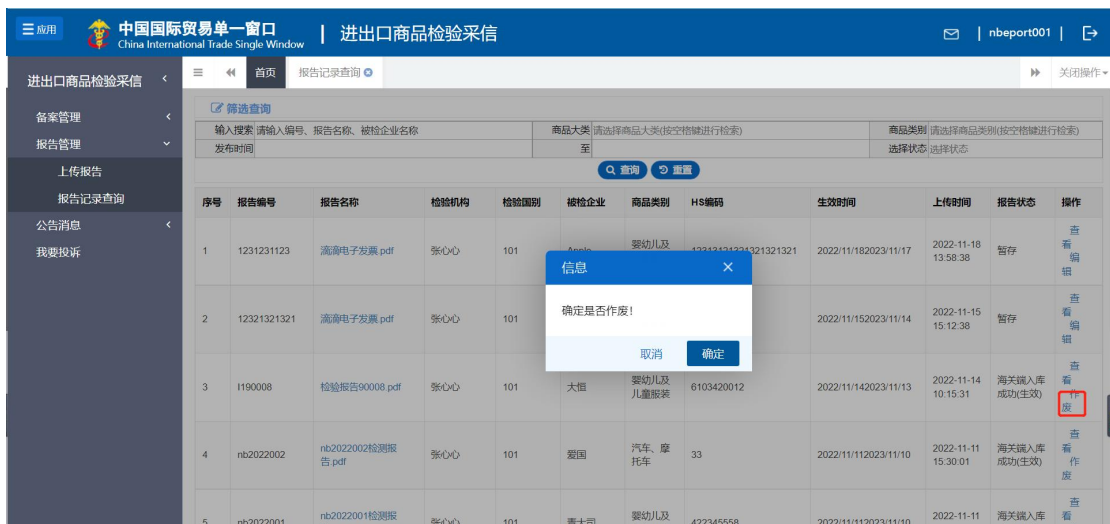 应用
中国国际贸易单一窗口
China International Trade Single Window
进出口商品检验采信
nbeport001
进出口商品检验采信
首页
报告记录查询
关闭操作
备案管理
报告管理
上传报告
报告记录查询
公告消息
我要投诉
筛选查询
输入搜索 请输入编号、报告名称、被检企业名称 商品大类 请选择商品大类(按空格键进行检索) 商品类别 请选择商品类别(按空格键进行检索)
发布时间 至 选择状态 选择状态
查询 重置
序号 报告编号 报告名称 检验机构 检验国别 被检企业 商品类别 HS编码 生效时间 上传时间 报告状态 操作
1 1231231123 滴滴电子发票.pdf 张心心 101 Apple 婴幼儿及 2022/11/182023/11/17 2022-11-18 13:58:38 暂存 查看 编辑
信息
确定是否作废!
取消 确定
2 12321321321 滴滴电子发票.pdf 张心心 101 2022/11/152023/11/14 2022-11-15 15:12:38 暂存 查看 编辑
3 I190008 检验报告90008.pdf 张心心 101 大恒 婴幼儿及儿童服装 6103420012 2022/11/142023/11/13 2022-11-14 10:15:31 海关端入库成功(生效) 查看 作废
4 nb2022002 nb2022002检测报告.pdf 张心心 101 爱国 汽车、摩托车 33 2022/11/112023/11/10 2022-11-11 15:30:01 海关端入库成功(生效) 查看 作废
5 nb2022001 nb2022001检测报 张心心 101 婴幼儿及 422345558 2022/11/112023/11/10 2022-11-11 海关端入库 查看